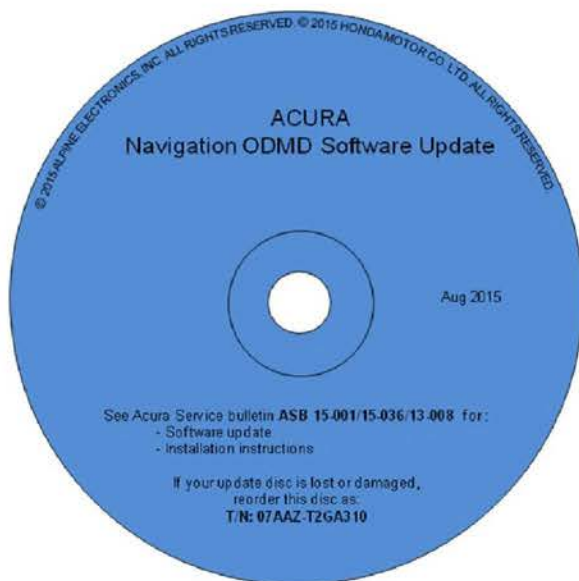 © 2015 ALPINE ELECTRONICS, INC. ALL RIGHTS RESERVED. © 2015 HONDA MOTOR CO. LTD. ALL RIGHTS RESERVED.
ACURA
Navigation ODMD Software Update
Aug 2015
See Acura Service bulletin ASB 15-001/15-036/13-008 for:
- Software update
- Installation instructions
If your update disc is lost or damaged,
reorder this disc as:
T/N: 07AAZ-T2GA310